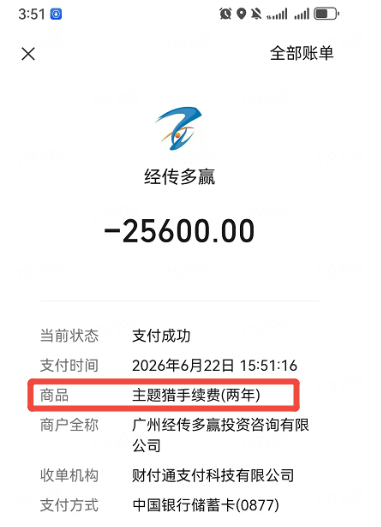 3:51
全部账单
经传多赢
-25600.00
当前状态 支付成功
支付时间 2026年6月22日 15:51:16
商品 主题猎手续费(两年)
商户全称 广州经传多赢投资咨询有限
公司
收单机构 财付通支付科技有限公司
支付方式 中国银行储蓄卡(0877)